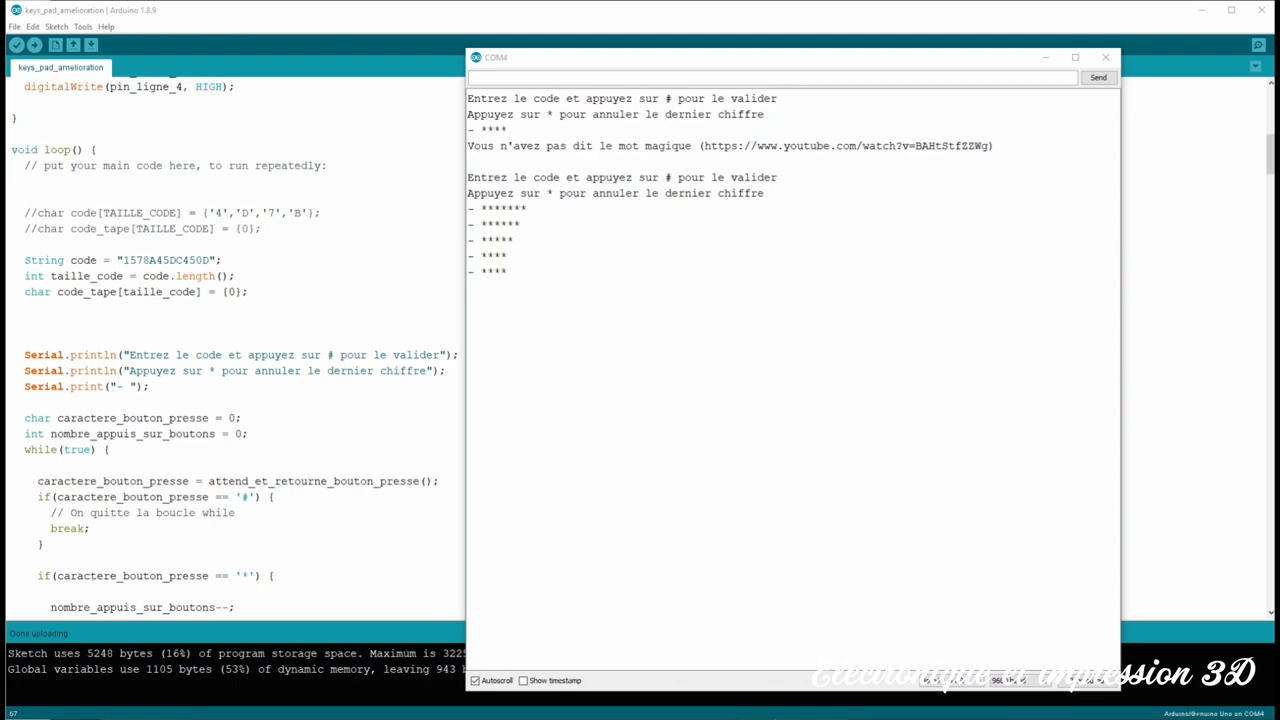 keys_pad_amelioration | Arduino 1.8.9
File Edit Sketch Tools Help
keys_pad_amelioration
digitalWrite(pin_ligne_4, HIGH);
}
void loop() {
// put your main code here, to run repeatedly:
//char code[TAILLE_CODE] = {'4','D','7','B'};
//char code_tape[TAILLE_CODE] = {0};
String code = "1578A45DC450D";
int taille_code = code.length();
char code_tape[taille_code] = {0};
Serial.println("Entrez le code et appuyez sur # pour le valider");
Serial.println("Appuyez sur * pour annuler le dernier chiffre");
Serial.print("- ");
char caractere_bouton_presse = 0;
int nombre_appuis_sur_boutons = 0;
while(true) {
caractere_bouton_presse = attend_et_retourne_bouton_presse();
if(caractere_bouton_presse == '#') {
// On quitte la boucle while
break;
}
if(caractere_bouton_presse == '*') {
nombre_appuis_sur_boutons--;
COM4
Send
Entrez le code et appuyez sur # pour le valider
Appuyez sur * pour annuler le dernier chiffre
- ****
Vous n'avez pas dit le mot magique (https://www.youtube.com/watch?v=BAHtStfZZWg)
Entrez le code et appuyez sur # pour le valider
Appuyez sur * pour annuler le dernier chiffre
- *******
- ******
- *****
- ****
- ****
Autoscroll Show timestamp
Electronique et impression 3D
Done uploading.
Sketch uses 5248 bytes (16%) of program storage space. Maximum is 3225
Global variables use 1105 bytes (53%) of dynamic memory, leaving 943
67
Arduino/Genuino Uno on COM4